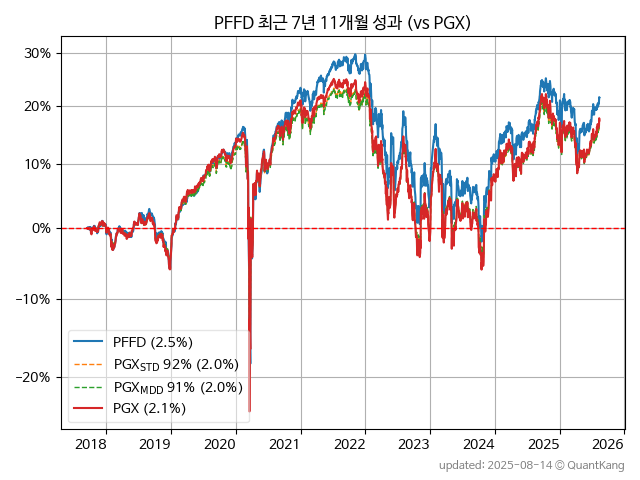 PFFD 최근 7년 11개월 성과 (vs PGX)
30%
20%
10%
0%
−10%
−20%
PFFD (2.5%)
PGX_STD 92% (2.0%)
PGX_MDD 91% (2.0%)
PGX (2.1%)
2018 2019 2020 2021 2022 2023 2024 2025 2026
updated: 2025-08-14 © QuantKang